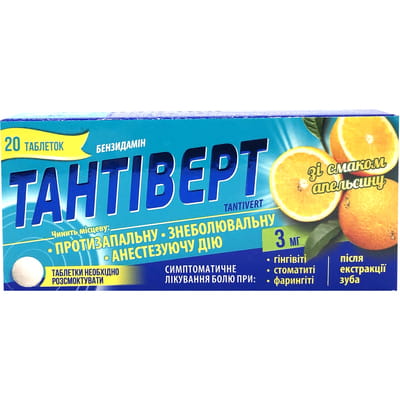 20 ТАБЛЕТОК
БЕНЗИДАМІН
ТАНТІВЕРТ
TANTIVERT
зі смаком
апельсину
Чинить місцеву:
• ПРОТИЗАПАЛЬНУ • ЗНЕБОЛЮВАЛЬНУ
• АНЕСТЕЗУЮЧУ ДІЮ
3 МГ
ТАБЛЕТКИ НЕОБХІДНО
РОЗСМОКТУВАТИ
СИМПТОМАТИЧНЕ
ЛІКУВАННЯ БОЛЮ ПРИ:
• гінгівіті
• стоматиті
• фарингіті
після
екстракції
зуба